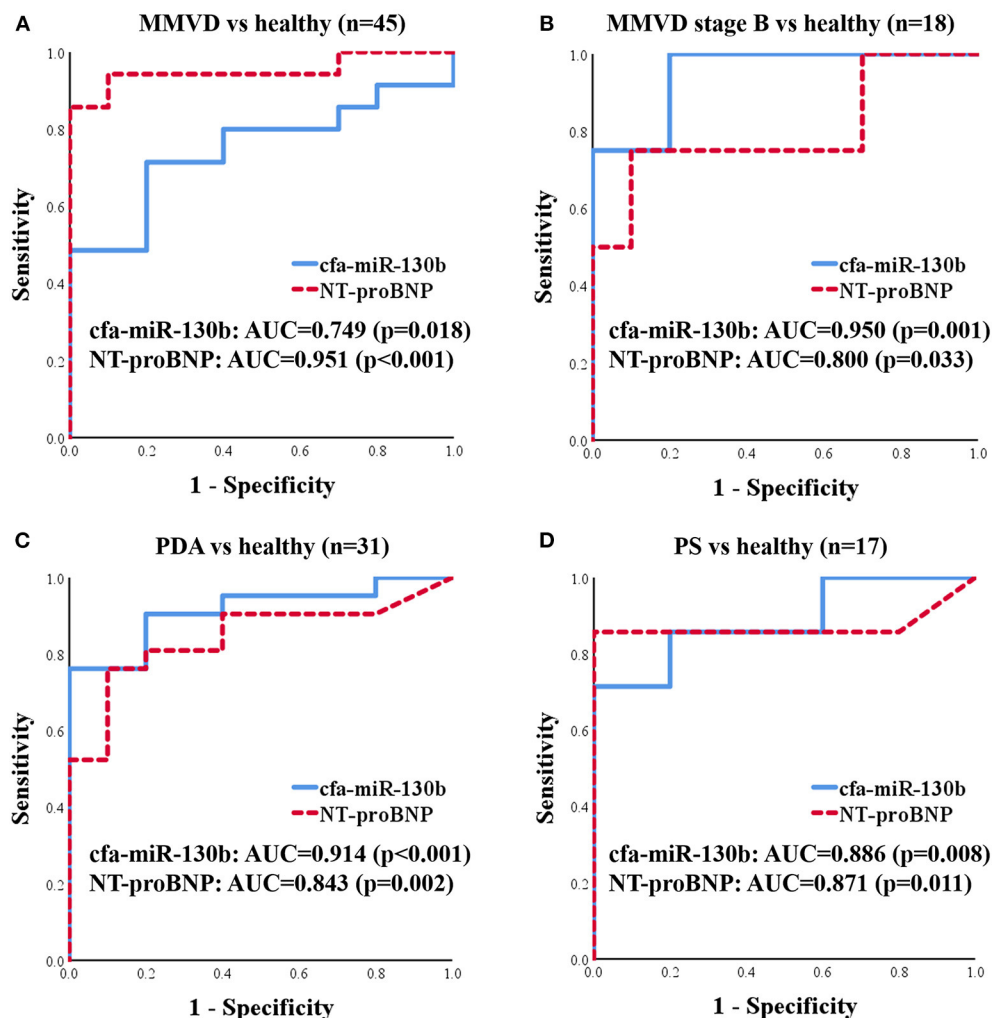 A
MMVD vs healthy (n=45)
1.0
0.8
0.6
0.4
0.2
0.0
Sensitivity
cfa-miR-130b
NT-proBNP
cfa-miR-130b: AUC=0.749 (p=0.018)
NT-proBNP: AUC=0.951 (p<0.001)
0.0 0.2 0.4 0.6 0.8 1.0
1 - Specificity
B
MMVD stage B vs healthy (n=18)
1.0
0.8
0.6
0.4
0.2
0.0
Sensitivity
cfa-miR-130b
NT-proBNP
cfa-miR-130b: AUC=0.950 (p=0.001)
NT-proBNP: AUC=0.800 (p=0.033)
0.0 0.2 0.4 0.6 0.8 1.0
1 - Specificity
C
PDA vs healthy (n=31)
1.0
0.8
0.6
0.4
0.2
0.0
Sensitivity
cfa-miR-130b
NT-proBNP
cfa-miR-130b: AUC=0.914 (p<0.001)
NT-proBNP: AUC=0.843 (p=0.002)
0.0 0.2 0.4 0.6 0.8 1.0
1 - Specificity
D
PS vs healthy (n=17)
1.0
0.8
0.6
0.4
0.2
0.0
Sensitivity
cfa-miR-130b
NT-proBNP
cfa-miR-130b: AUC=0.886 (p=0.008)
NT-proBNP: AUC=0.871 (p=0.011)
0.0 0.2 0.4 0.6 0.8 1.0
1 - Specificity